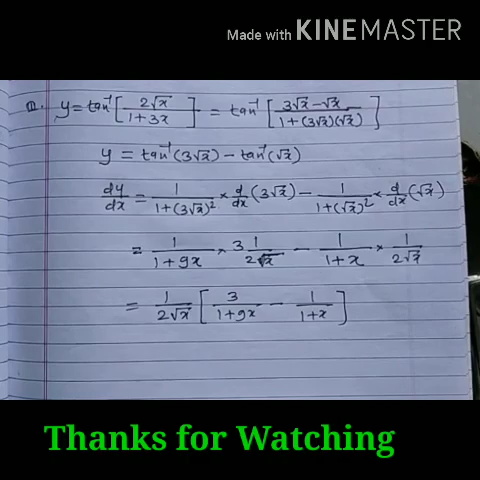 Made with KINEMASTER
Q. y = tan⁻¹[2√x / 1+3x] = tan⁻¹[3√x − √x / 1+(3√x)(√x)]
y = tan⁻¹(3√x) − tan⁻¹(√x)
dy/dx = 1/1+(3√x)² × d/dx (3√x) − 1/1+(√x)² × d/dx (√x)
= 1/1+9x × 3 1/2√x − 1/1+x × 1/2√x
= 1/2√x [3/1+9x − 1/1+x]
Thanks for Watching